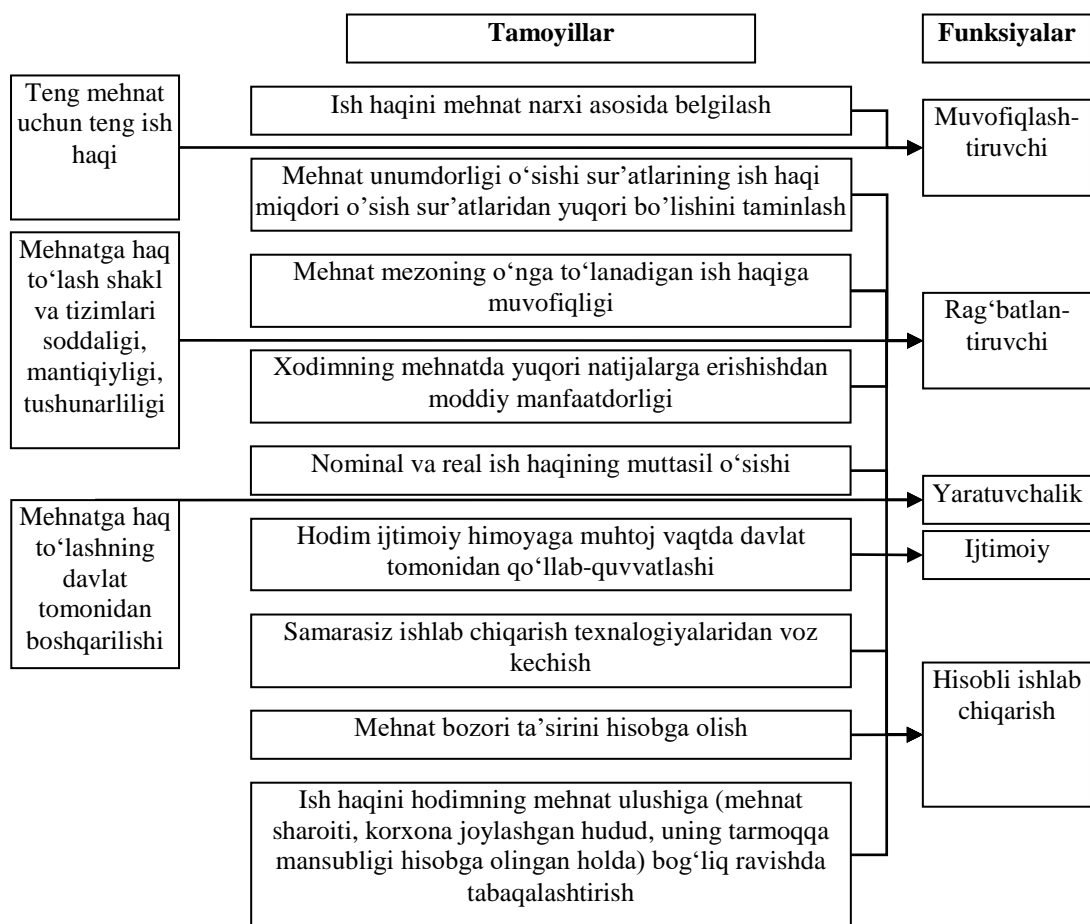 Tamoyillar
Funksiyalar
Teng mehnat
uchun teng ish
haqi
Mehnatga haq
to‘lash shakl
va tizimlari
soddaligi,
mantiqiyligi,
tushunarliligi
Mehnatga haq
to‘lashning
davlat
tomonidan
boshqarilishi
Ish haqini mehnat narxi asosida belgilash
Mehnat unumdorligi o‘sishi sur’atlarining ish haqi
miqdori o’sish sur’atlaridan yuqori bo’lishini taminlash
Mehnat mezoning o‘nga to‘lanadigan ish haqiga
muvofiqligi
Xodimning mehnatda yuqori natijalarga erishishdan
moddiy manfaatdorligi
Nominal va real ish haqining muttasil o‘sishi
Hodim ijtimoiy himoyaga muhtoj vaqtda davlat
tomonidan qo‘llab-quvvatlashi
Samarasiz ishlab chiqarish texnalogiyalaridan voz
kechish
Mehnat bozori ta’sirini hisobga olish
Ish haqini hodimning mehnat ulushiga (mehnat
sharoiti, korxona joylashgan hudud, uning tarmoqqa
mansubligi hisobga olingan holda) bog‘liq ravishda
tabaqalashtirish
Muvofiqlash-
tiruvchi
Rag‘batlan-
tiruvchi
Yaratuvchalik
Ijtimoiy
Hisobli ishlab
chiqarish